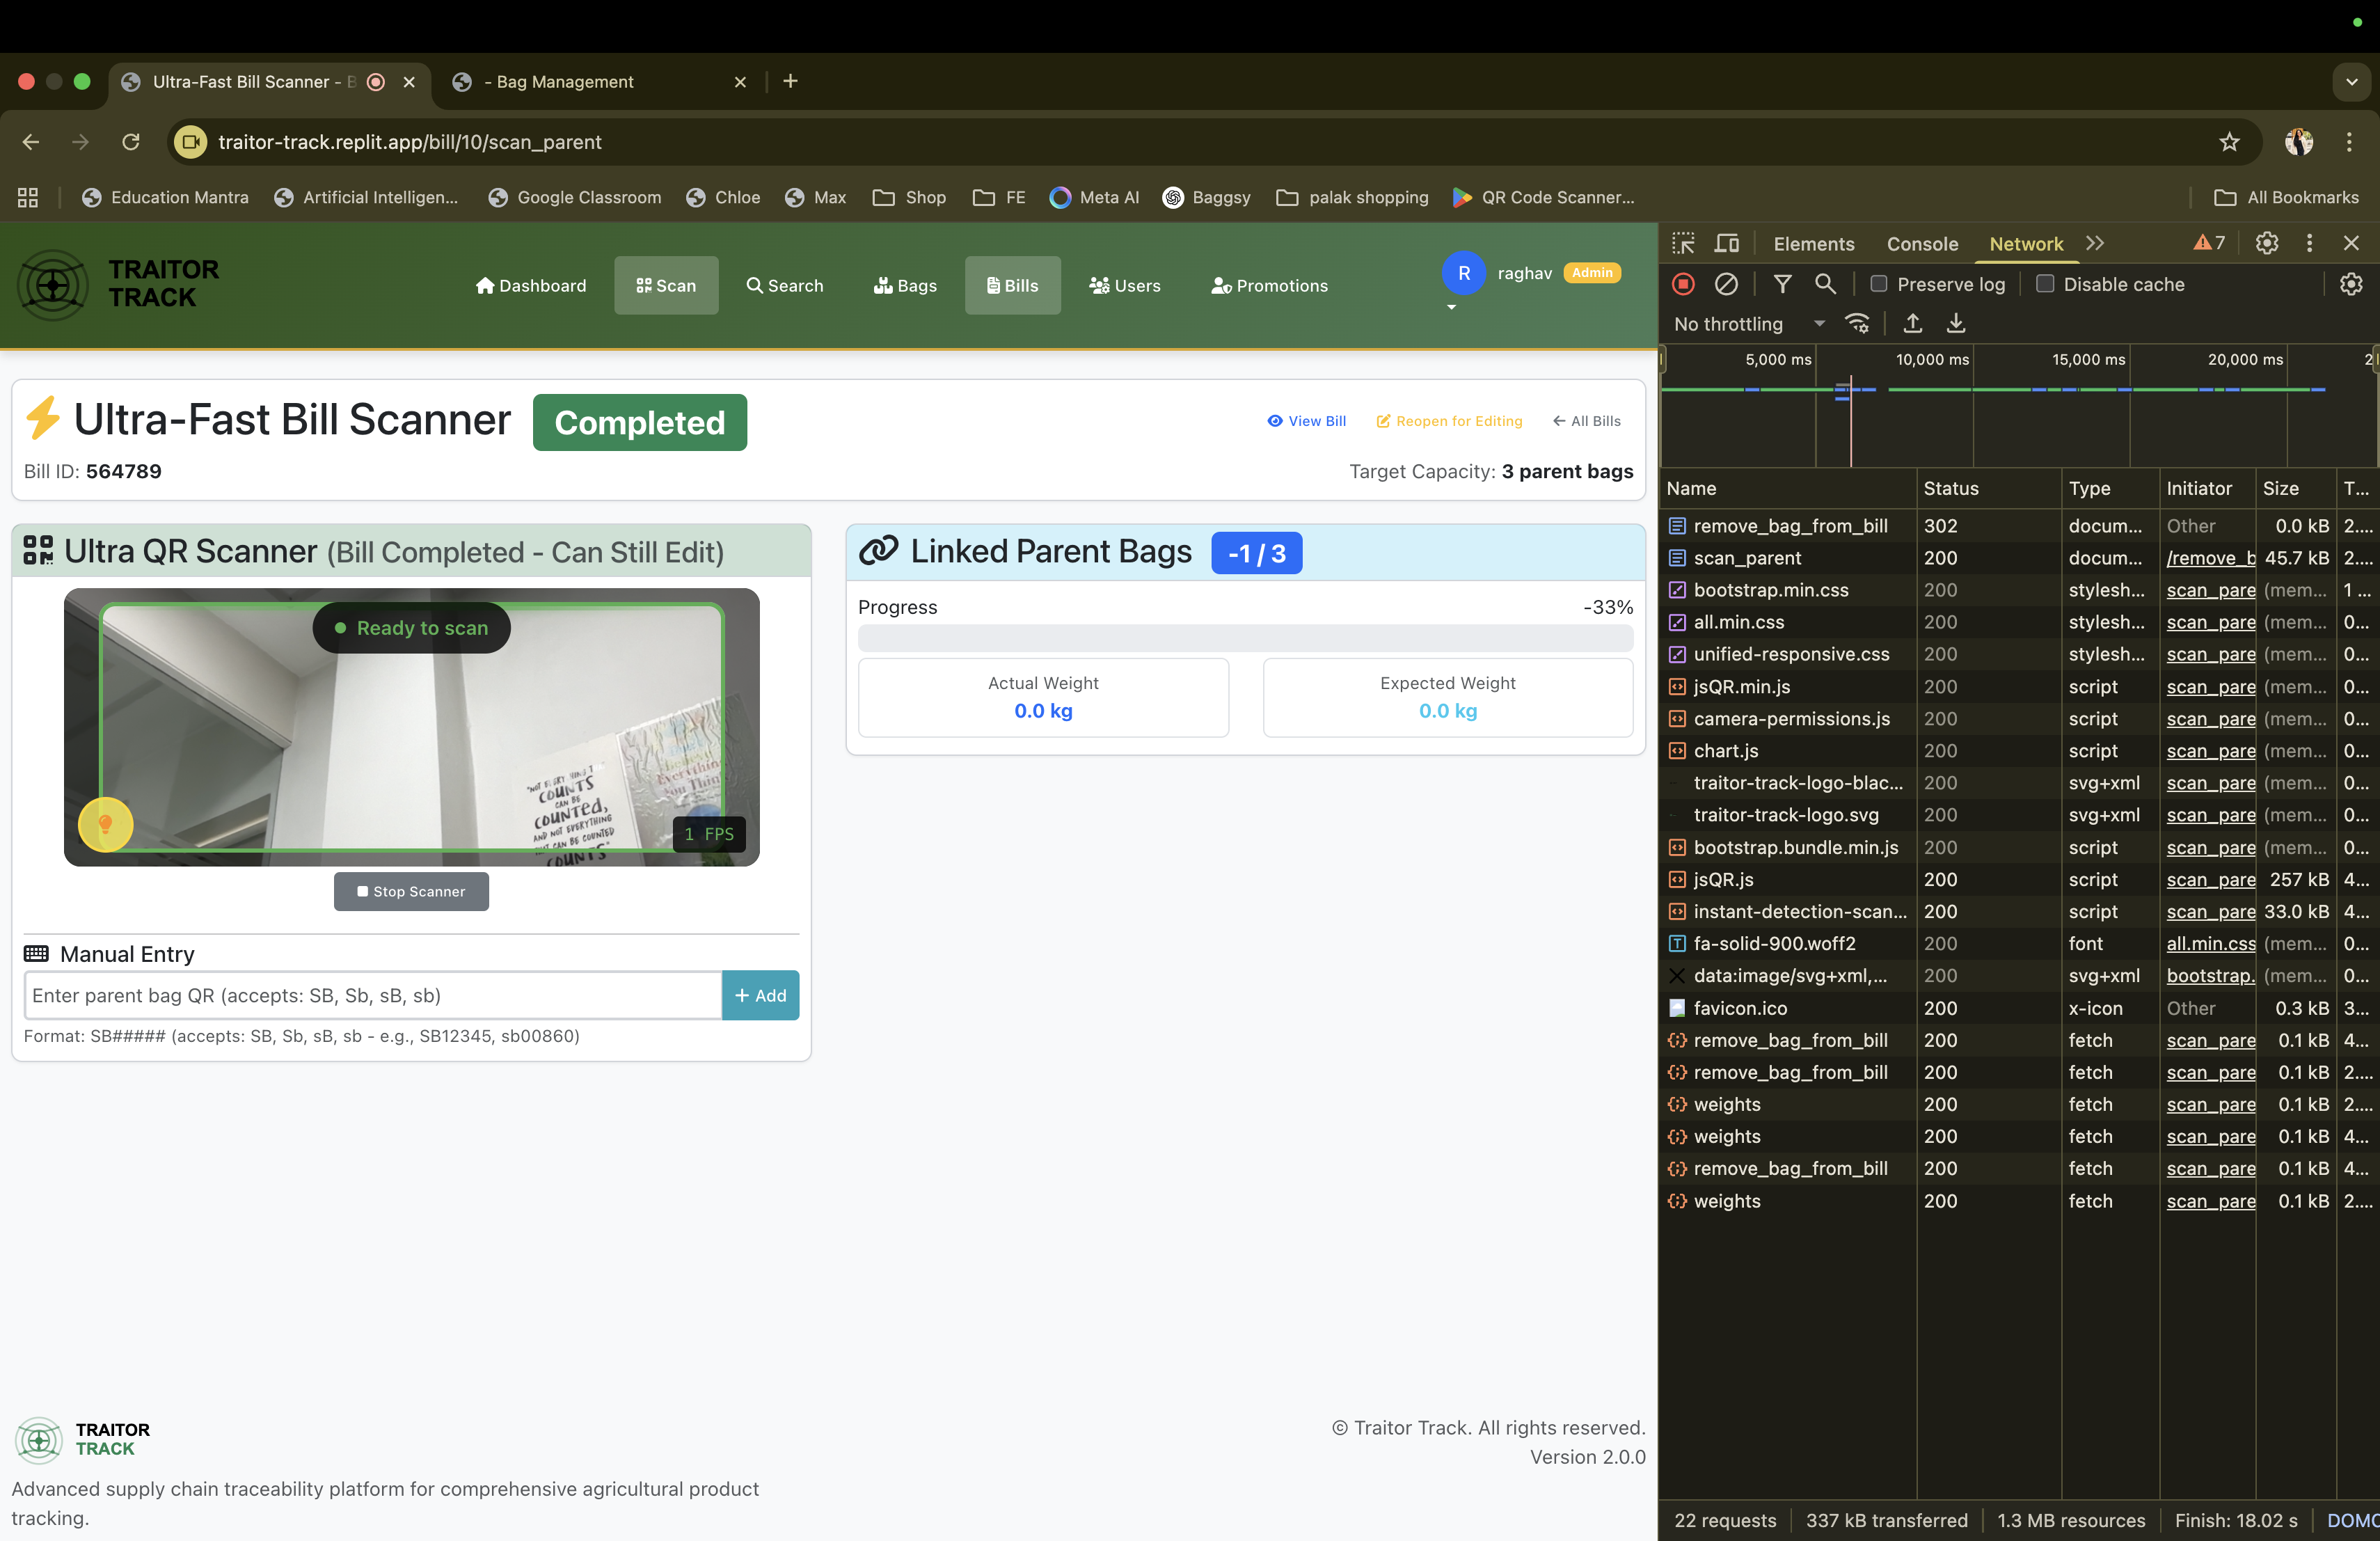 Ultra-Fast Bill Scanner - B
- Bag Management
traitor-track.replit.app/bill/10/scan_parent
Education Mantra
Artificial Intelligen...
Google Classroom
Chloe
Max
Shop
FE
Meta AI
Baggsy
palak shopping
QR Code Scanner...
All Bookmarks
TRAITOR
TRACK
Dashboard
Scan
Search
Bags
Bills
Users
Promotions
R
raghav
Admin
Ultra-Fast Bill Scanner
Completed
View Bill
Reopen for Editing
All Bills
Bill ID: 564789
Target Capacity: 3 parent bags
Ultra QR Scanner (Bill Completed - Can Still Edit)
Ready to scan
COUNTS
CAN BE
COUNTED,
AND NOT EVERYTHING
THAT CAN BE COUNTED
COUNTS"
Everything
You Think
1 FPS
Stop Scanner
Manual Entry
Enter parent bag QR (accepts: SB, Sb, sB, sb)
+ Add
Format: SB##### (accepts: SB, Sb, sB, sb - e.g., SB12345, sb00860)
Linked Parent Bags
-1 / 3
Progress
-33%
Actual Weight
0.0 kg
Expected Weight
0.0 kg
TRAITOR
TRACK
Advanced supply chain traceability platform for comprehensive agricultural product
tracking.
© Traitor Track. All rights reserved.
Version 2.0.0
Elements
Console
Network
7
Preserve log
Disable cache
No throttling
5,000 ms
10,000 ms
15,000 ms
20,000 ms
2
Name Status Type Initiator Size T...
remove_bag_from_bill 302 docum... Other 0.0 kB 2....
scan_parent 200 docum... /remove_b 45.7 kB 2....
bootstrap.min.css 200 stylesh... scan_pare (mem... 1 ...
all.min.css 200 stylesh... scan_pare (mem... 0...
unified-responsive.css 200 stylesh... scan_pare (mem... 0...
jsQR.min.js 200 script scan_pare (mem... 0...
camera-permissions.js 200 script scan_pare (mem... 0...
chart.js 200 script scan_pare (mem... 0...
traitor-track-logo-blac... 200 svg+xml scan_pare (mem... 0...
traitor-track-logo.svg 200 svg+xml scan_pare (mem... 0...
bootstrap.bundle.min.js 200 script scan_pare (mem... 0...
jsQR.js 200 script scan_pare 257 kB 4...
instant-detection-scan... 200 script scan_pare 33.0 kB 4...
fa-solid-900.woff2 200 font all.min.css (mem... 0...
data:image/svg+xml,... 200 svg+xml bootstrap. (mem... 0...
favicon.ico 200 x-icon Other 0.3 kB 3...
remove_bag_from_bill 200 fetch scan_pare 0.1 kB 4...
remove_bag_from_bill 200 fetch scan_pare 0.1 kB 2....
weights 200 fetch scan_pare 0.1 kB 2....
weights 200 fetch scan_pare 0.1 kB 4...
remove_bag_from_bill 200 fetch scan_pare 0.1 kB 4...
weights 200 fetch scan_pare 0.1 kB 2....
22 requests
337 kB transferred
1.3 MB resources
Finish: 18.02 s
DOMC